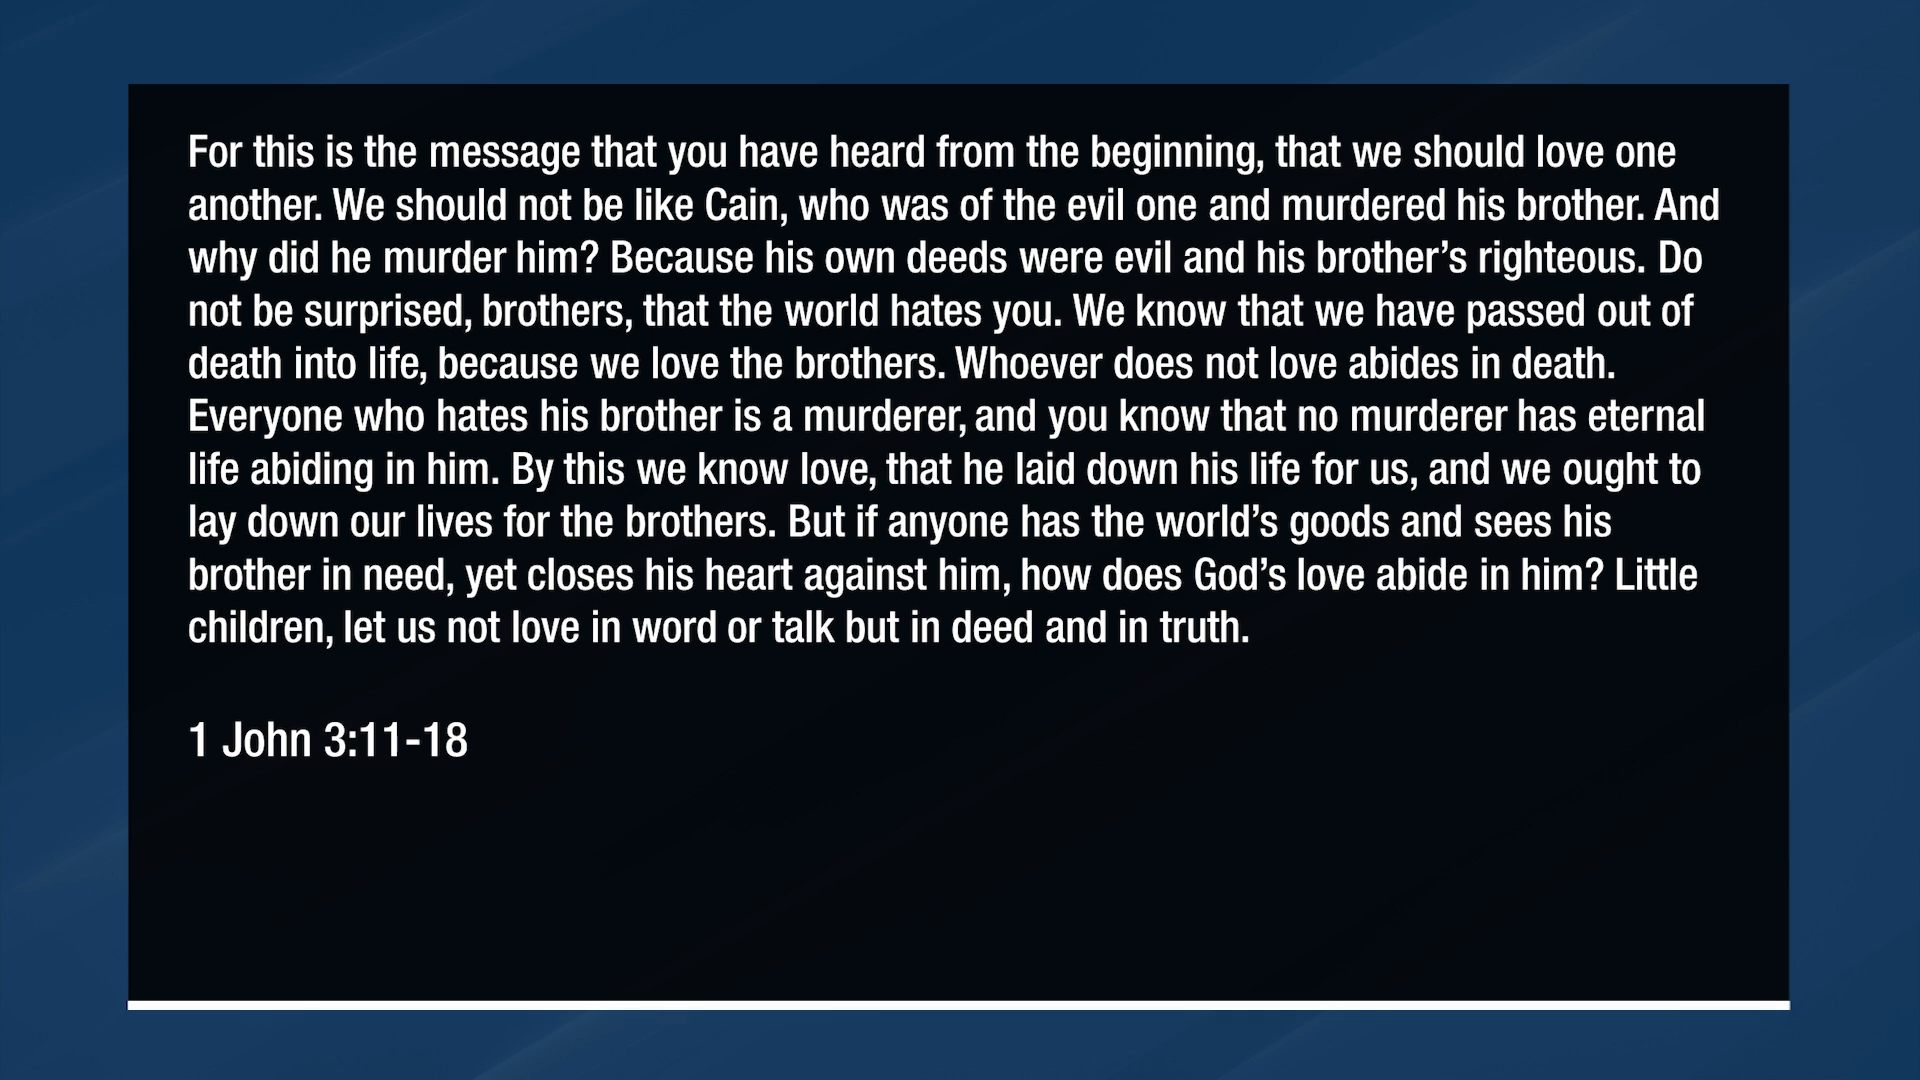 For this is the message that you have heard from the beginning, that we should love one
another. We should not be like Cain, who was of the evil one and murdered his brother. And
why did he murder him? Because his own deeds were evil and his brother’s righteous. Do
not be surprised, brothers, that the world hates you. We know that we have passed out of
death into life, because we love the brothers. Whoever does not love abides in death.
Everyone who hates his brother is a murderer, and you know that no murderer has eternal
life abiding in him. By this we know love, that he laid down his life for us, and we ought to
lay down our lives for the brothers. But if anyone has the world’s goods and sees his
brother in need, yet closes his heart against him, how does God’s love abide in him? Little
children, let us not love in word or talk but in deed and in truth.
1 John 3:11-18